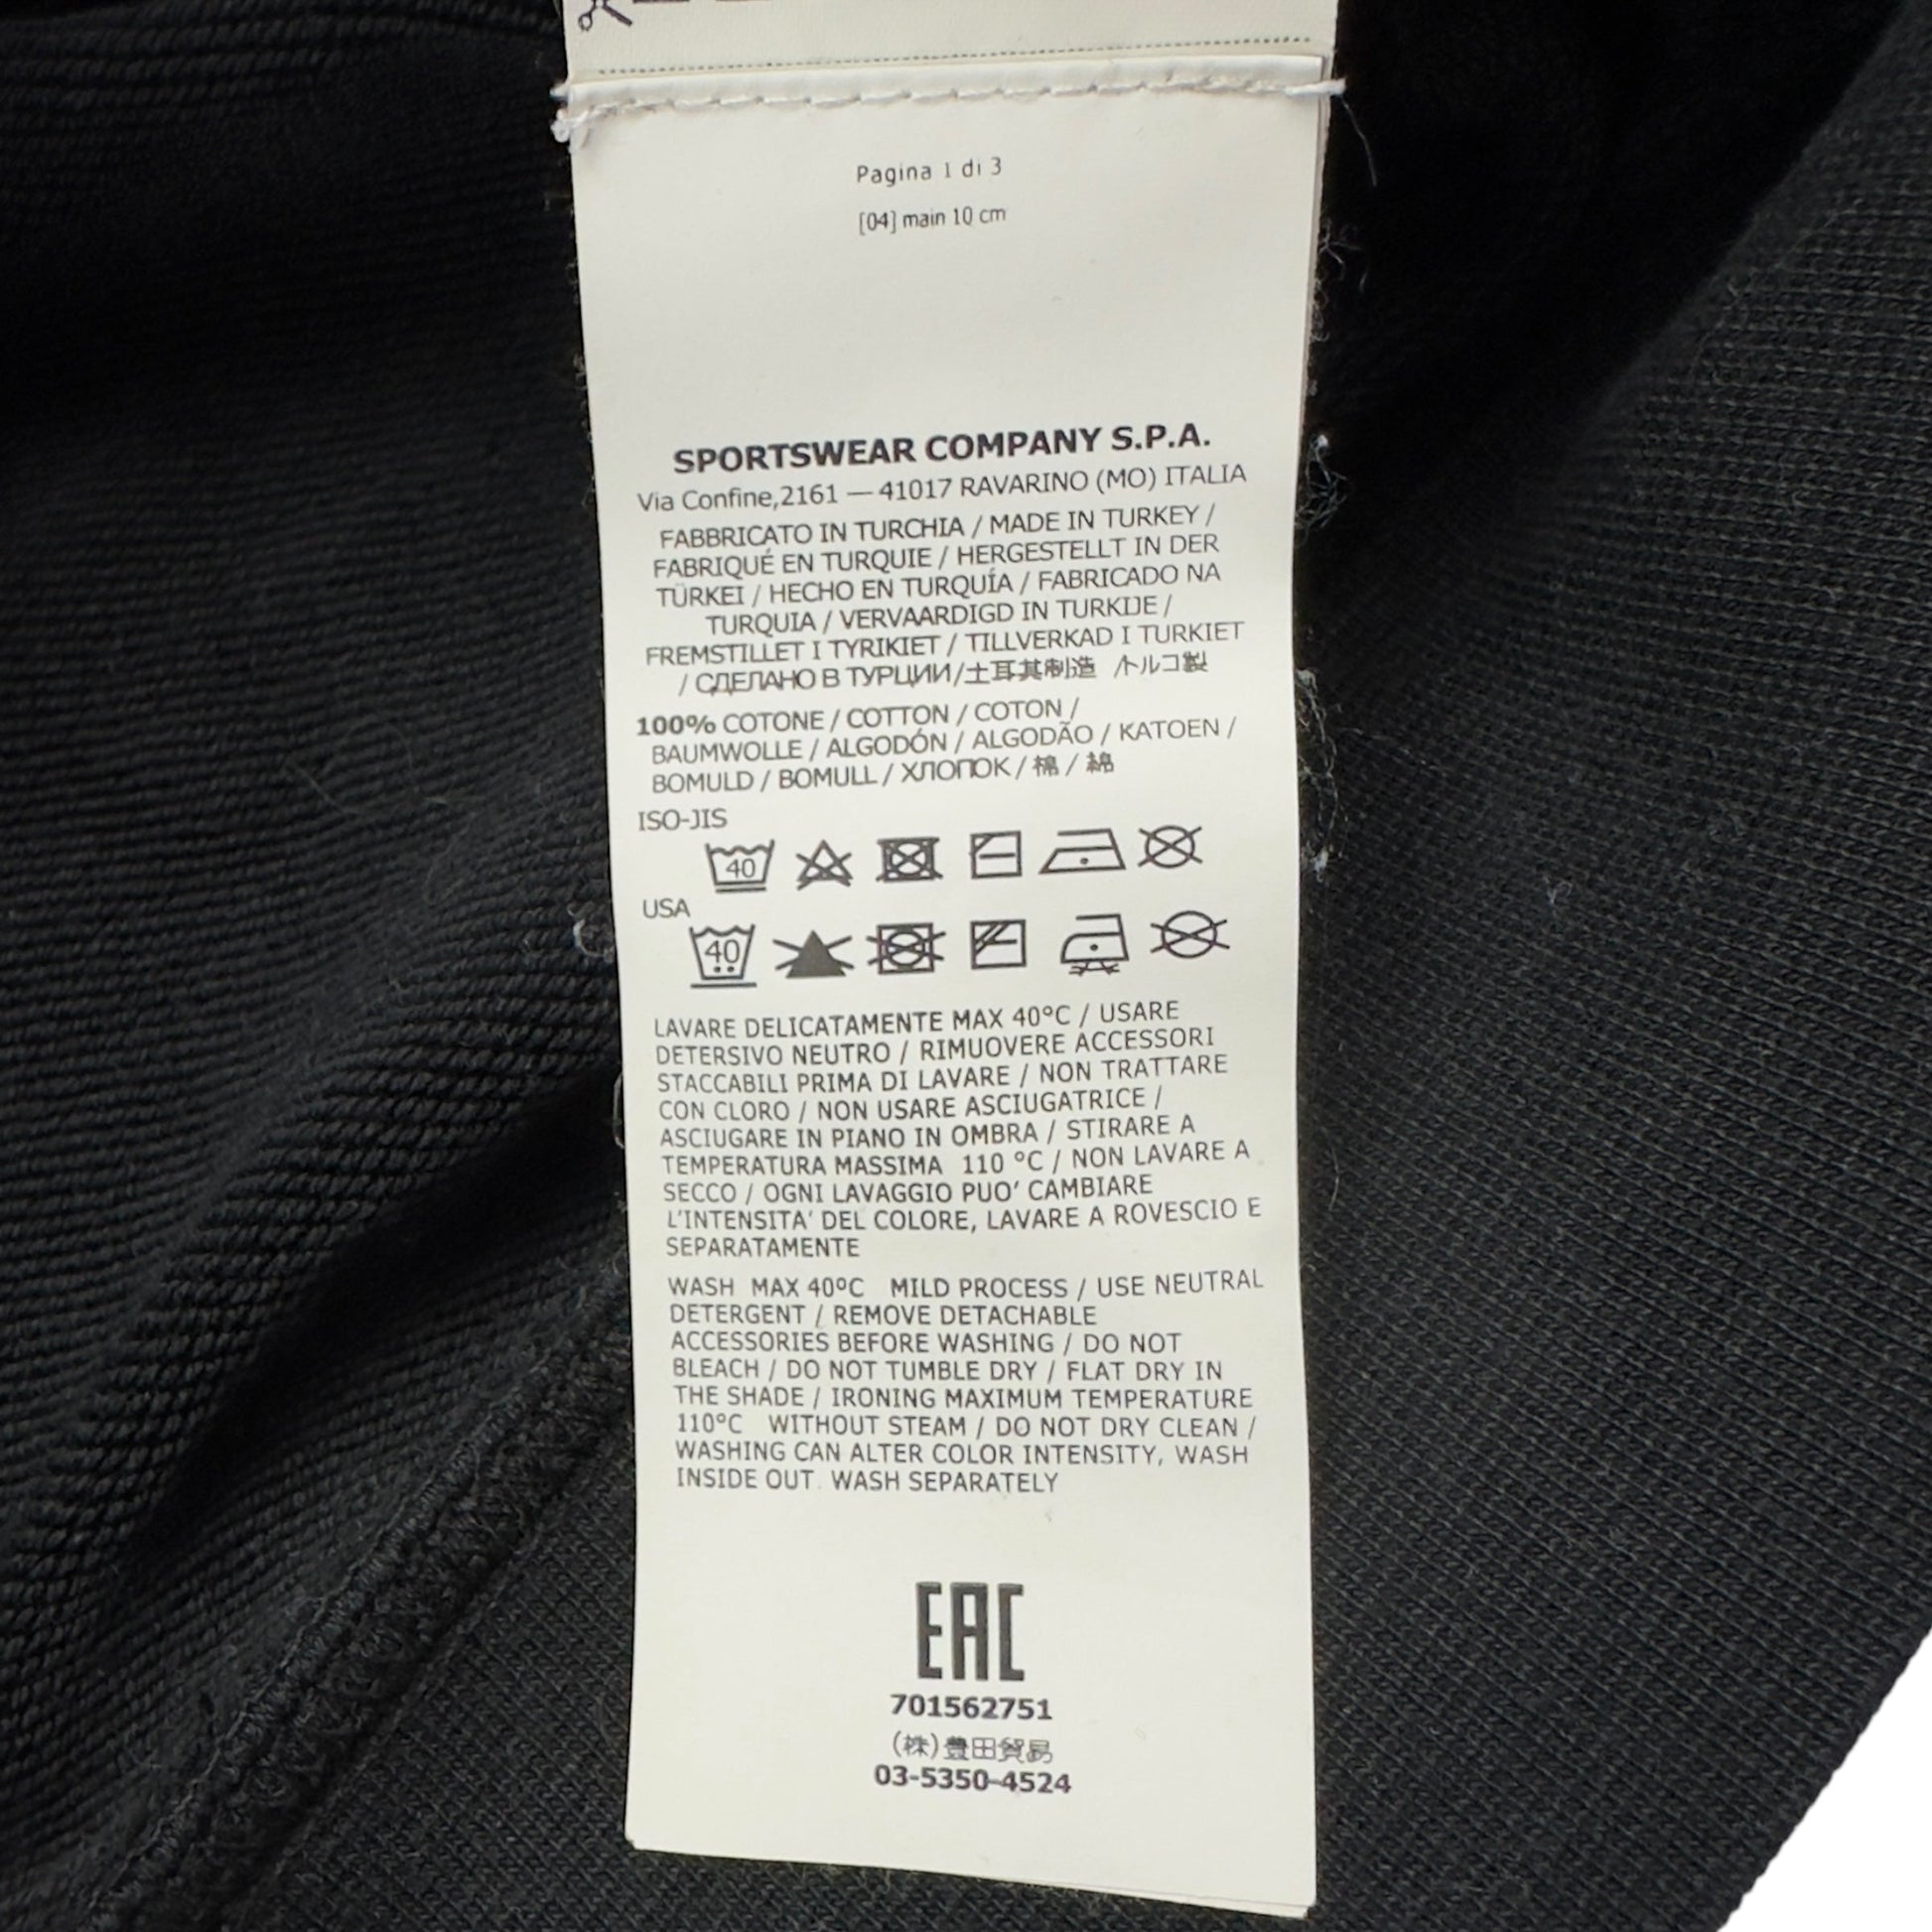 Pagina 1 di 3
[04] main 10 cm
SPORTSWEAR COMPANY S.P.A.
Via Confine,2161 — 41017 RAVARINO (MO) ITALIA
FABBRICATO IN TURCHIA / MADE IN TURKEY /
FABRIQUÉ EN TURQUIE / HERGESTELLT IN DER
TÜRKEI / HECHO EN TURQUÍA / FABRICADO NA
TURQUIA / VERVAARDIGD IN TURKIJE /
FREMSTILLET I TYRIKIET / TILLVERKAD I TURKIET
/ СДЕЛАНО В ТУРЦИИ/土耳其制造 /トルコ製
100% COTONE / COTTON / COTON /
BAUMWOLLE / ALGODÓN / ALGODÃO / KATOEN /
BOMULD / BOMULL / ХЛОПОК / 棉 / 綿
ISO-JIS
40
USA
40
LAVARE DELICATAMENTE MAX 40°C / USARE
DETERSIVO NEUTRO / RIMUOVERE ACCESSORI
STACCABILI PRIMA DI LAVARE / NON TRATTARE
CON CLORO / NON USARE ASCIUGATRICE /
ASCIUGARE IN PIANO IN OMBRA / STIRARE A
TEMPERATURA MASSIMA 110 °C / NON LAVARE A
SECCO / OGNI LAVAGGIO PUO' CAMBIARE
L'INTENSITA' DEL COLORE, LAVARE A ROVESCIO E
SEPARATAMENTE
WASH MAX 40ºC MILD PROCESS / USE NEUTRAL
DETERGENT / REMOVE DETACHABLE
ACCESSORIES BEFORE WASHING / DO NOT
BLEACH / DO NOT TUMBLE DRY / FLAT DRY IN
THE SHADE / IRONING MAXIMUM TEMPERATURE
110°C WITHOUT STEAM / DO NOT DRY CLEAN /
WASHING CAN ALTER COLOR INTENSITY, WASH
INSIDE OUT. WASH SEPARATELY
EAC
701562751
(株)豊田貿易
03-5350-4524